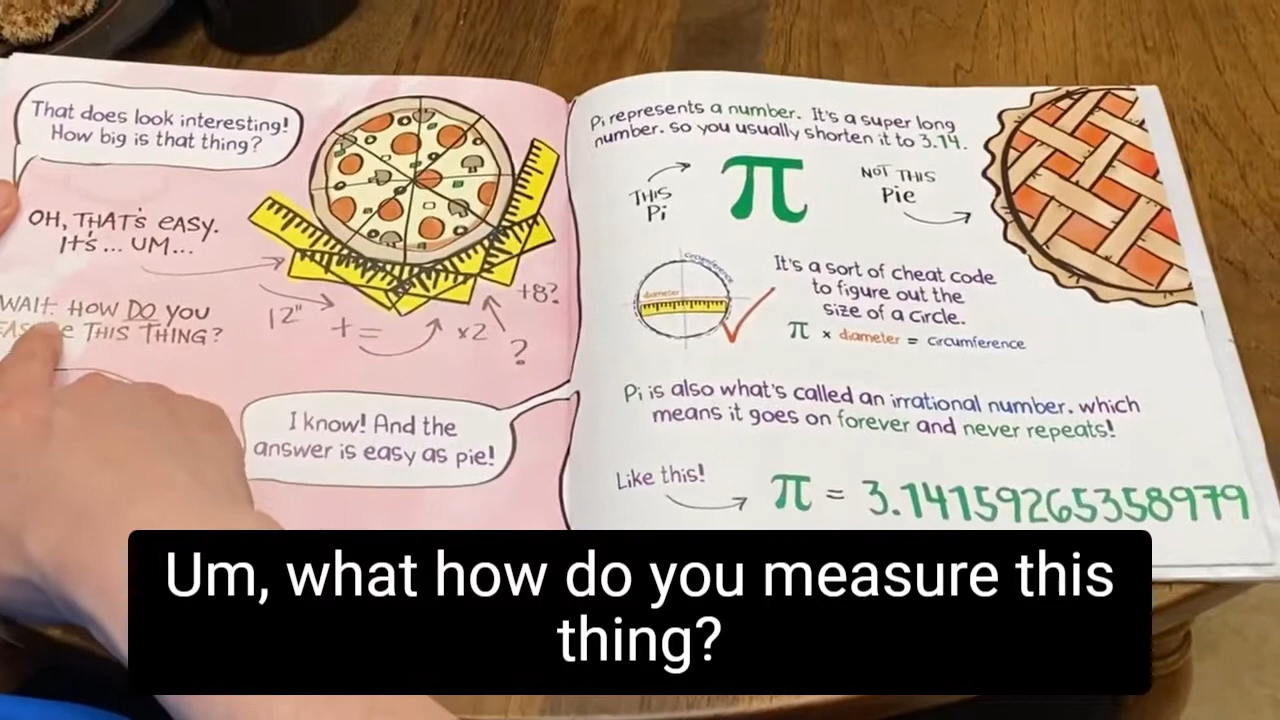 That does look interesting!
How big is that thing?
OH, THAT'S EASY.
IT'S... UM...
WAIT. HOW DO YOU
THIS THING?
12"
+ =
x2
+8?
?
I know! And the
answer is easy as pie!
Pi represents a number. It's a super long
number. so you usually shorten it to 3.14.
THIS
Pi
π
NOT THIS
Pie
circumference
diameter
It's a sort of cheat code
to figure out the
size of a circle.
π x diameter = circumference
Pi is also what's called an irrational number. which
means it goes on forever and never repeats!
Like this!
π = 3.14159265358979
Um, what how do you measure this
thing?